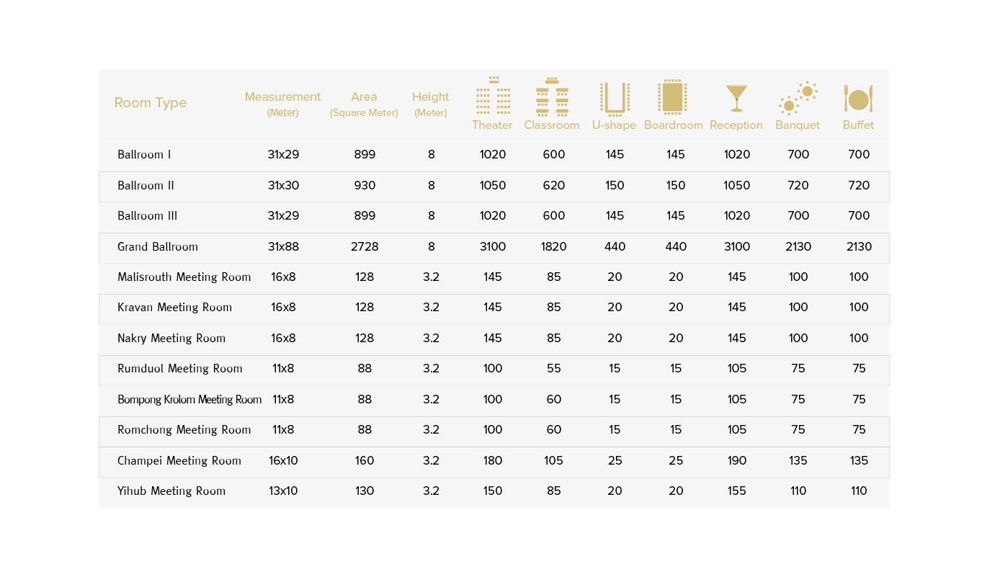 Room Type Measurement (Meter) Area (Square Meter) Height (Meter) Theater Classroom U-shape Boardroom Reception Banquet Buffet
Ballroom I 31x29 899 8 1020 600 145 145 1020 700 700
Ballroom II 31x30 930 8 1050 620 150 150 1050 720 720
Ballroom III 31x29 899 8 1020 600 145 145 1020 700 700
Grand Ballroom 31x88 2728 8 3100 1820 440 440 3100 2130 2130
Malisrouth Meeting Room 16x8 128 3.2 145 85 20 20 145 100 100
Kravan Meeting Room 16x8 128 3.2 145 85 20 20 145 100 100
Nakry Meeting Room 16x8 128 3.2 145 85 20 20 145 100 100
Rumduol Meeting Room 11x8 88 3.2 100 55 15 15 105 75 75
Bompong Krolom Meeting Room 11x8 88 3.2 100 60 15 15 105 75 75
Romchong Meeting Room 11x8 88 3.2 100 60 15 15 105 75 75
Champei Meeting Room 16x10 160 3.2 180 105 25 25 190 135 135
Yihub Meeting Room 13x10 130 3.2 150 85 20 20 155 110 110